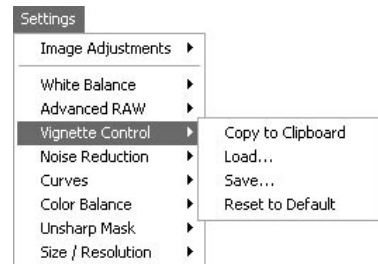 Settings
Image Adjustments
White Balance
Advanced RAW
Vignette Control
Noise Reduction
Curves
Color Balance
Unsharp Mask
Size / Resolution
Copy to Clipboard
Load...
Save...
Reset to Default